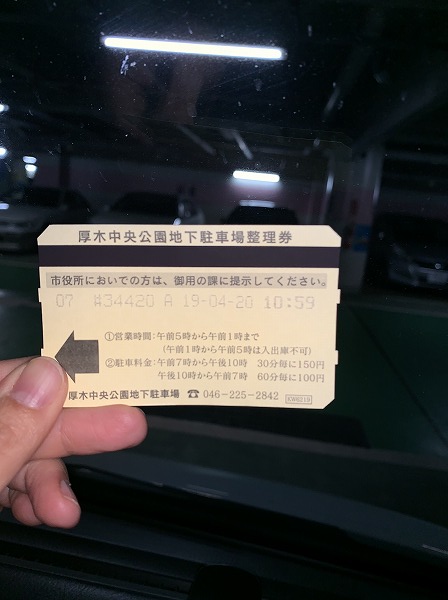 厚木中央公園地下駐車場整理券
市役所においでの方は、御用の課に提示してください。
07 #34420 A 19-04-20 10:59
①営業時間:午前5時から午前1時まで
(午前1時から午前5時は入出庫不可)
②駐車料金:午前7時から午後10時 30分毎に150円
午後10時から午前7時 60分毎に100円
厚木中央公園地下駐車場 ☎046-225-2842